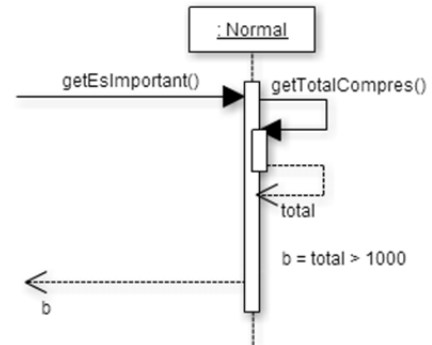 : Normal
getEsImportant()
getTotalCompres()
total
b = total > 1000
b